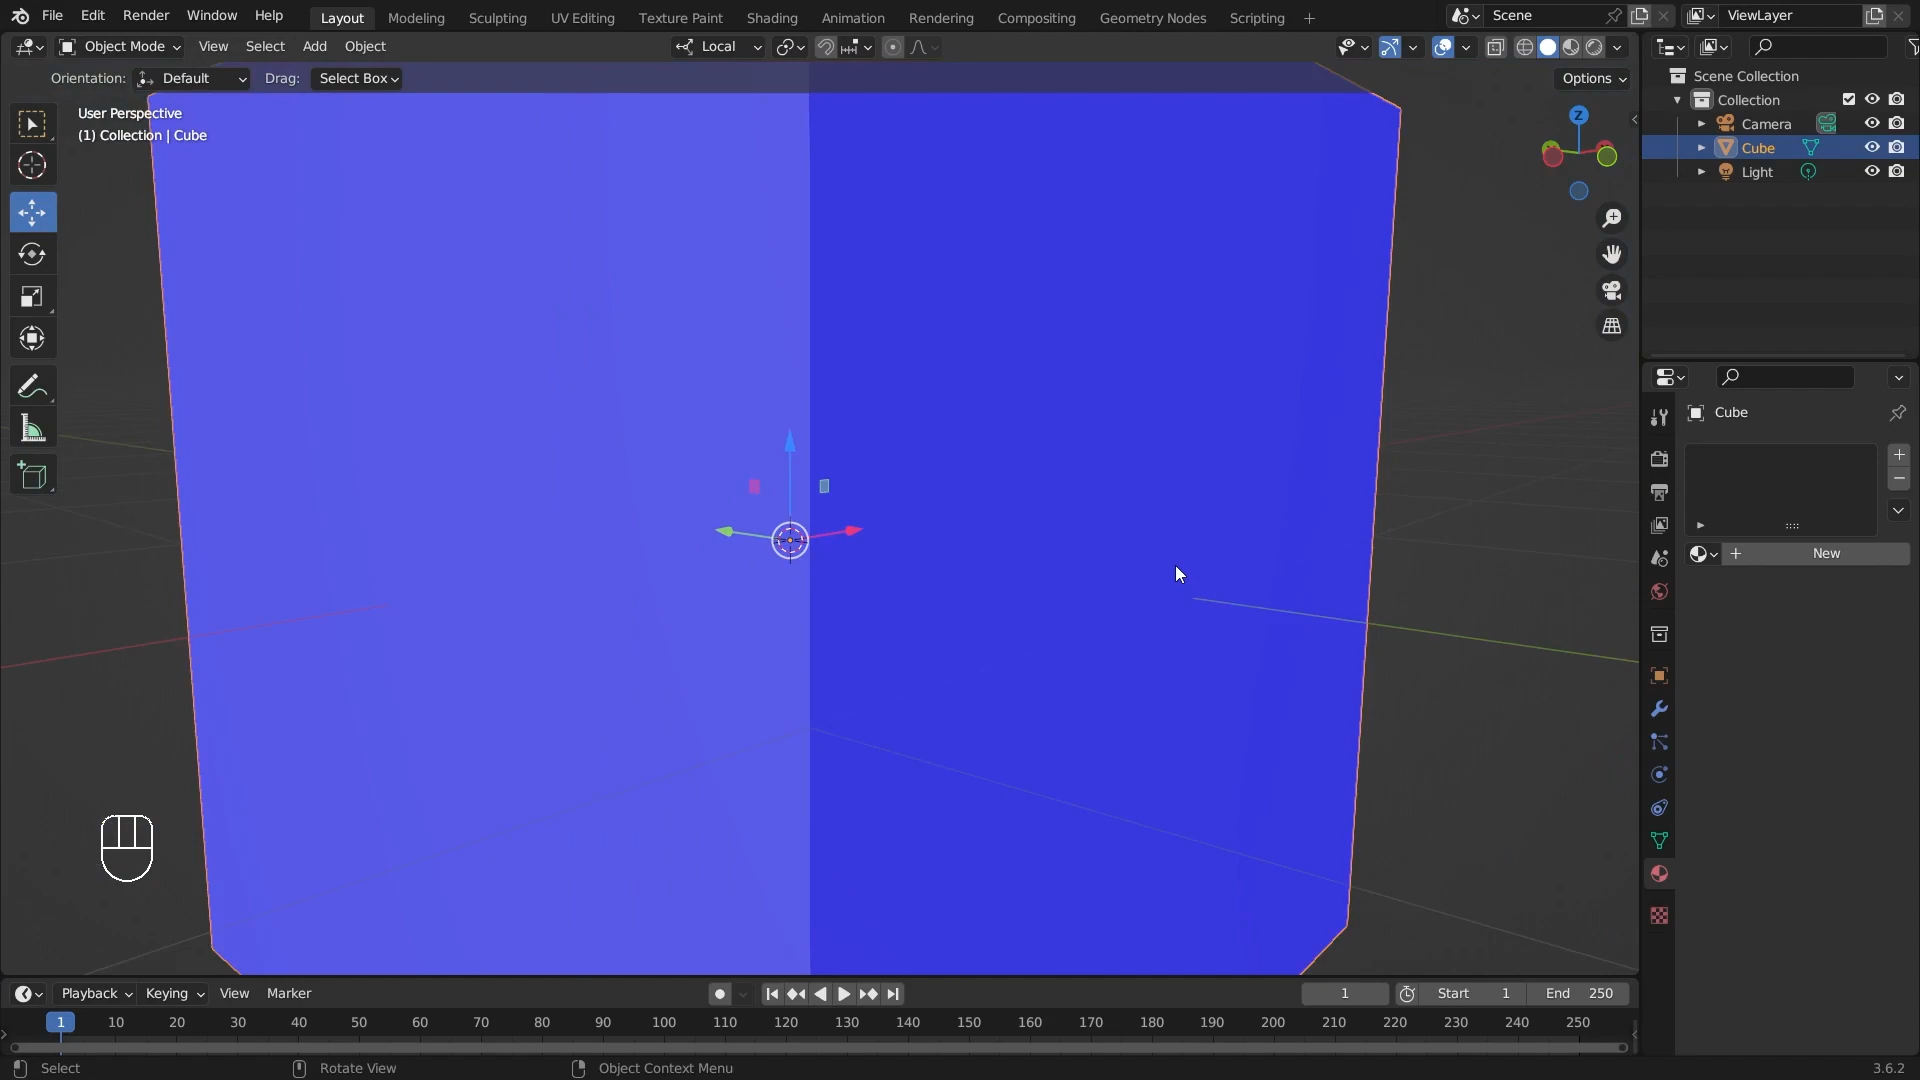 File Edit Render Window Help Layout Modeling Sculpting UV Editing Texture Paint Shading Animation Rendering Compositing Geometry Nodes Scripting + Scene ViewLayer
Object Mode View Select Add Object Local
Orientation: Default Drag: Select Box Options
User Perspective
(1) Collection | Cube
Z
Scene Collection
Collection
Camera
Cube
Light
Cube
New
Playback Keying View Marker 1 Start 1 End 250
1 10 20 30 40 50 60 70 80 90 100 110 120 130 140 150 160 170 180 190 200 210 220 230 240 250
Select Rotate View Object Context Menu 3.6.2